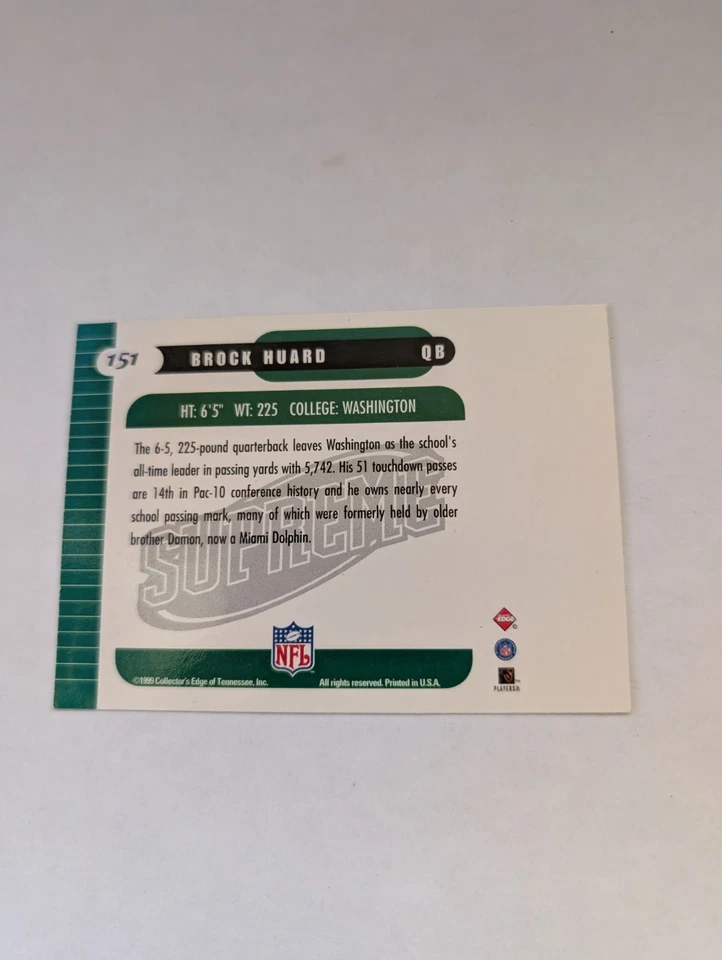 151
BROCK HUARD QB
HT: 6'5" WT: 225 COLLEGE: WASHINGTON
The 6-5, 225-pound quarterback leaves Washington as the school's
all-time leader in passing yards with 5,742. His 51 touchdown passes
are 14th in Pac-10 conference history and he owns nearly every
school passing mark, many of which were formerly held by older
brother Damon, now a Miami Dolphin.
SUPREME
NFL
©1999 Collector's Edge of Tennessee, Inc. All rights reserved. Printed in U.S.A.
EDGE
PLAYERS